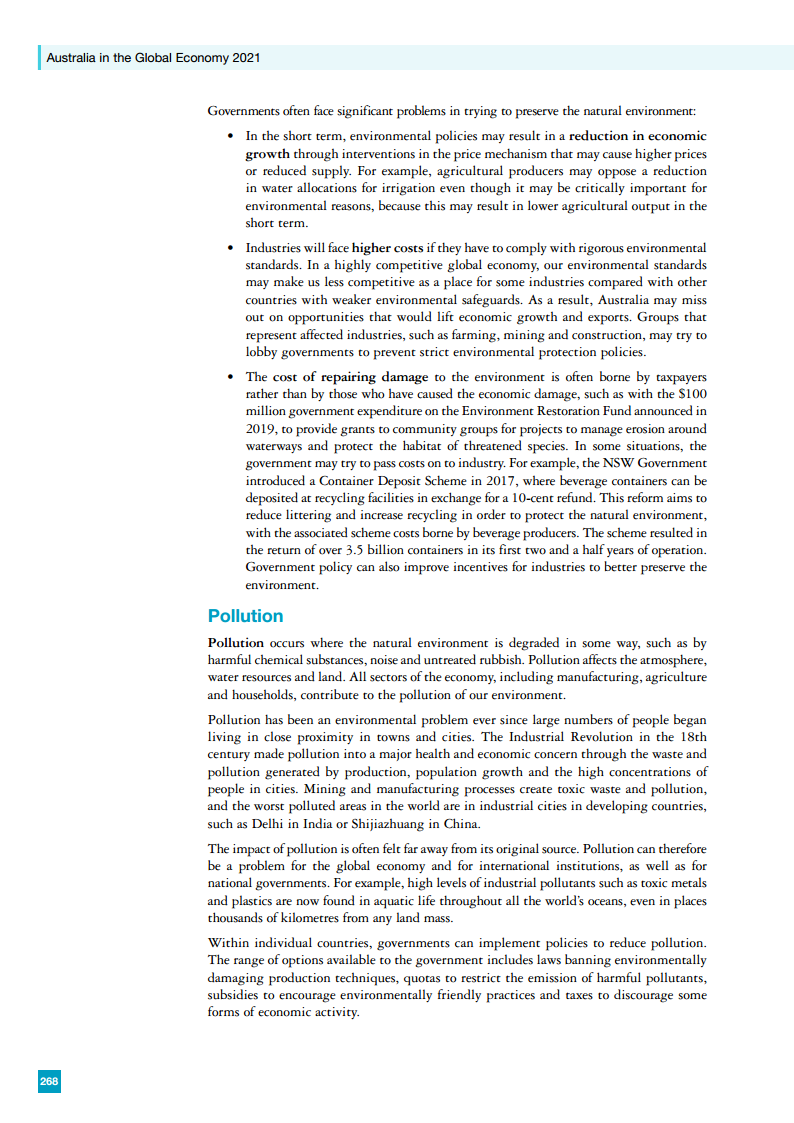 Australia in the Global Economy 2021
Governments often face significant problems in trying to preserve the natural environment:
• In the short term, environmental policies may result in a reduction in economic
growth through interventions in the price mechanism that may cause higher prices
or reduced supply. For example, agricultural producers may oppose a reduction
in water allocations for irrigation even though it may be critically important for
environmental reasons, because this may result in lower agricultural output in the
short term.
• Industries will face higher costs if they have to comply with rigorous environmental
standards. In a highly competitive global economy, our environmental standards
may make us less competitive as a place for some industries compared with other
countries with weaker environmental safeguards. As a result, Australia may miss
out on opportunities that would lift economic growth and exports. Groups that
represent affected industries, such as farming, mining and construction, may try to
lobby governments to prevent strict environmental protection policies.
• The cost of repairing damage to the environment is often borne by taxpayers
rather than by those who have caused the economic damage, such as with the $100
million government expenditure on the Environment Restoration Fund announced in
2019, to provide grants to community groups for projects to manage erosion around
waterways and protect the habitat of threatened species. In some situations, the
government may try to pass costs on to industry. For example, the NSW Government
introduced a Container Deposit Scheme in 2017, where beverage containers can be
deposited at recycling facilities in exchange for a 10-cent refund. This reform aims to
reduce littering and increase recycling in order to protect the natural environment,
with the associated scheme costs borne by beverage producers. The scheme resulted in
the return of over 3.5 billion containers in its first two and a half years of operation.
Government policy can also improve incentives for industries to better preserve the
environment.
Pollution
Pollution occurs where the natural environment is degraded in some way, such as by
harmful chemical substances, noise and untreated rubbish. Pollution affects the atmosphere,
water resources and land. All sectors of the economy, including manufacturing, agriculture
and households, contribute to the pollution of our environment.
Pollution has been an environmental problem ever since large numbers of people began
living in close proximity in towns and cities. The Industrial Revolution in the 18th
century made pollution into a major health and economic concern through the waste and
pollution generated by production, population growth and the high concentrations of
people in cities. Mining and manufacturing processes create toxic waste and pollution,
and the worst polluted areas in the world are in industrial cities in developing countries,
such as Delhi in India or Shijiazhuang in China.
The impact of pollution is often felt far away from its original source. Pollution can therefore
be a problem for the global economy and for international institutions, as well as for
national governments. For example, high levels of industrial pollutants such as toxic metals
and plastics are now found in aquatic life throughout all the world's oceans, even in places
thousands of kilometres from any land mass.
Within individual countries, governments can implement policies to reduce pollution.
The range of options available to the government includes laws banning environmentally
damaging production techniques, quotas to restrict the emission of harmful pollutants,
subsidies to encourage environmentally friendly practices and taxes to discourage some
forms of economic activity.
268